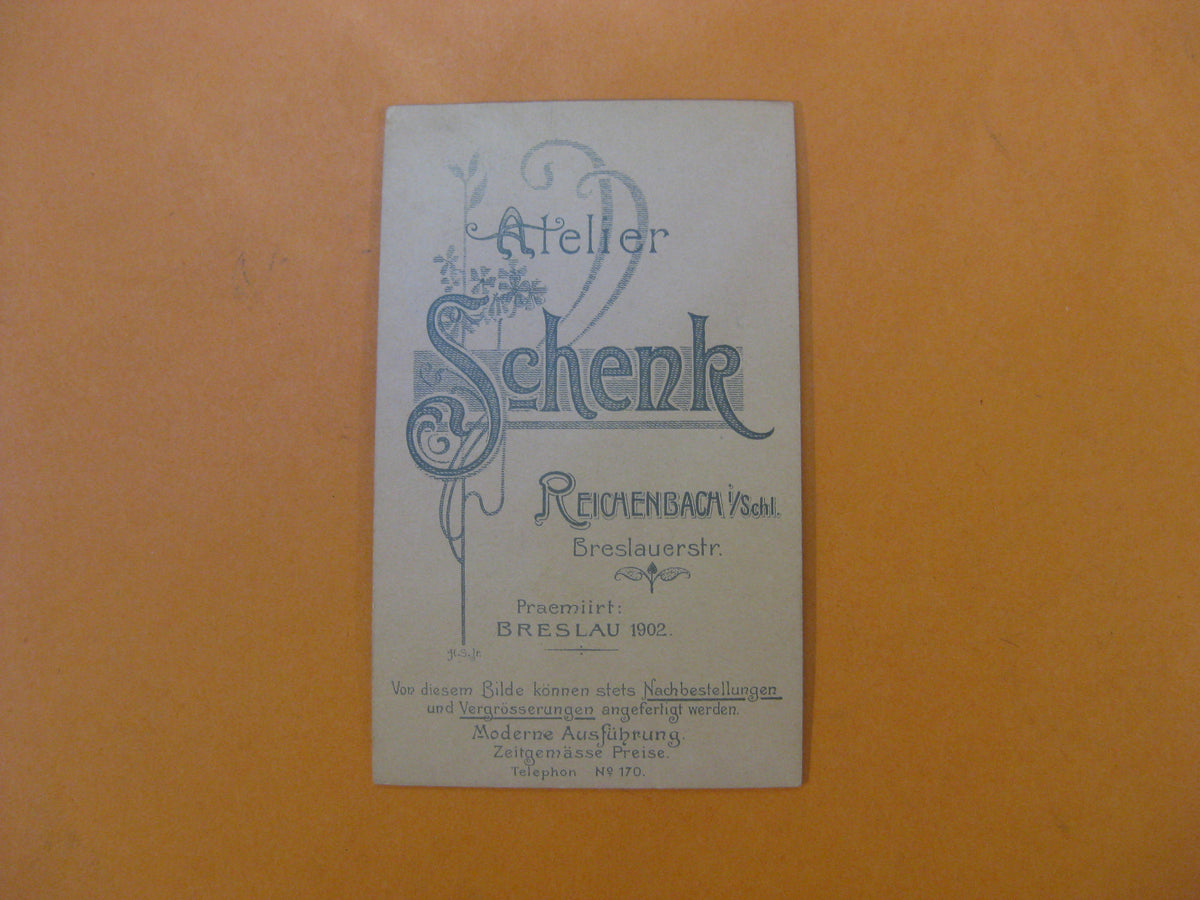 Atelier
Schenk
REICHENBACH i/Schl.
Breslauerstr.
Praemiirt:
BRESLAU 1902.
H.S.Jr.
Von diesem Bilde können stets Nachbestellungen
und Vergrösserungen angefertigt werden.
Moderne Ausführung.
Zeitgemässe Preise.
Telephon Nº 170.